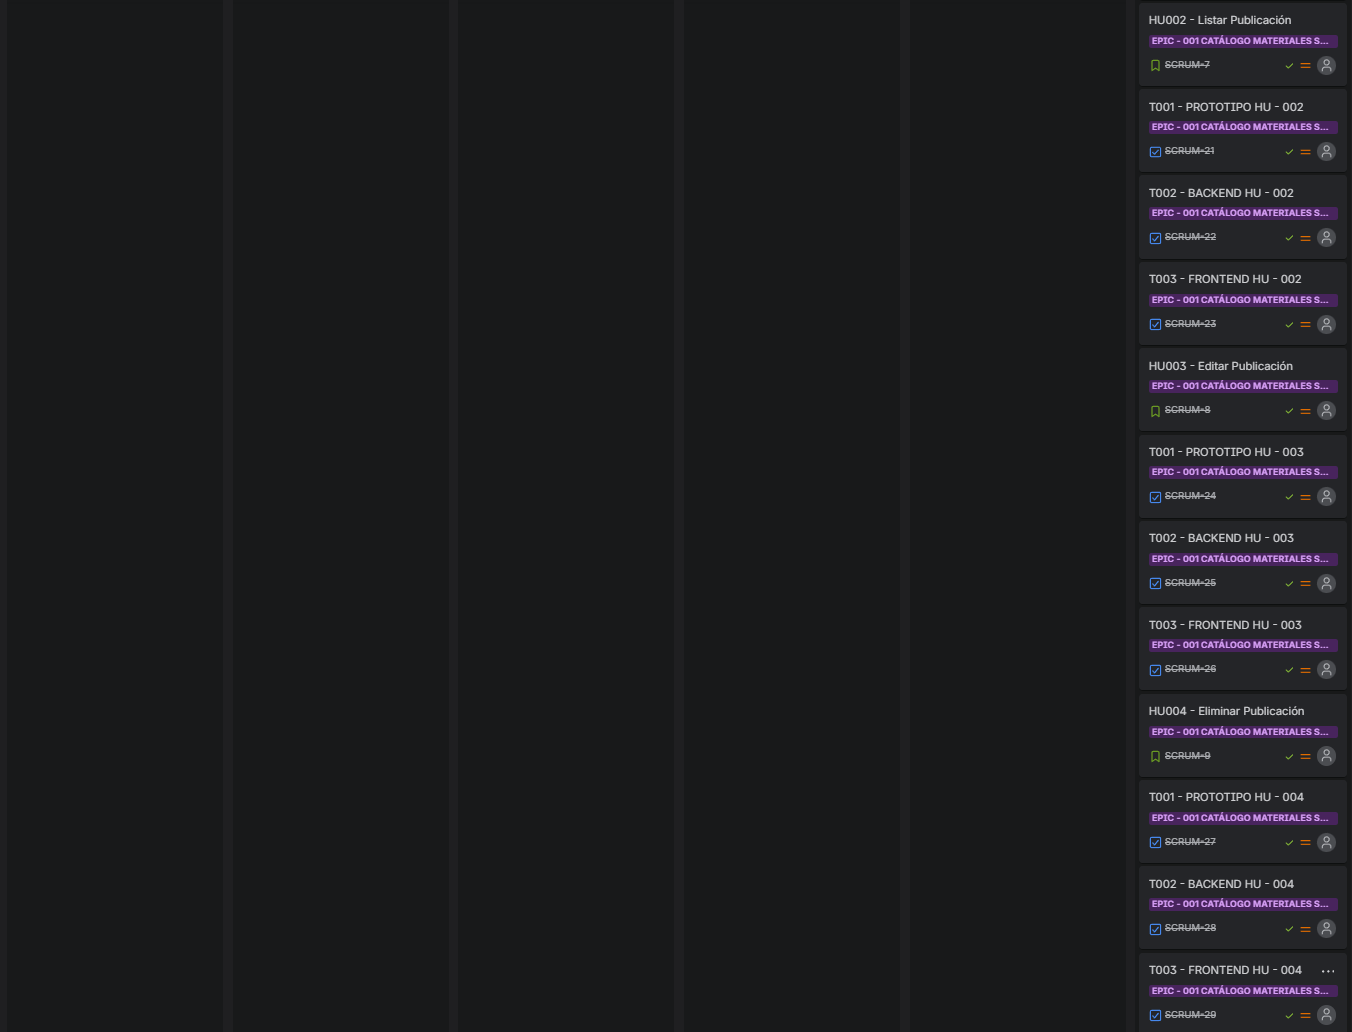 HU002 - Listar Publicación
EPIC - 001 CATÁLOGO MATERIALES S...
SCRUM-7
T001 - PROTOTIPO HU - 002
EPIC - 001 CATÁLOGO MATERIALES S...
SCRUM-21
T002 - BACKEND HU - 002
EPIC - 001 CATÁLOGO MATERIALES S...
SCRUM-22
T003 - FRONTEND HU - 002
EPIC - 001 CATÁLOGO MATERIALES S...
SCRUM-23
HU003 - Editar Publicación
EPIC - 001 CATÁLOGO MATERIALES S...
SCRUM-8
T001 - PROTOTIPO HU - 003
EPIC - 001 CATÁLOGO MATERIALES S...
SCRUM-24
T002 - BACKEND HU - 003
EPIC - 001 CATÁLOGO MATERIALES S...
SCRUM-25
T003 - FRONTEND HU - 003
EPIC - 001 CATÁLOGO MATERIALES S...
SCRUM-26
HU004 - Eliminar Publicación
EPIC - 001 CATÁLOGO MATERIALES S...
SCRUM-9
T001 - PROTOTIPO HU - 004
EPIC - 001 CATÁLOGO MATERIALES S...
SCRUM-27
T002 - BACKEND HU - 004
EPIC - 001 CATÁLOGO MATERIALES S...
SCRUM-28
T003 - FRONTEND HU - 004
EPIC - 001 CATÁLOGO MATERIALES S...
SCRUM-29